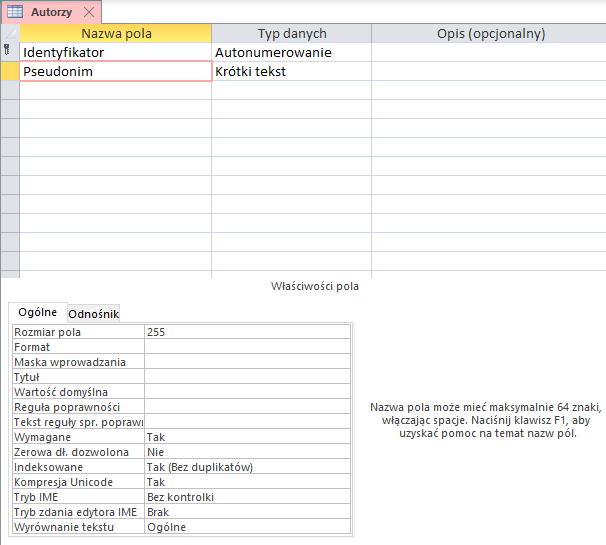 Autorzy
Nazwa pola Typ danych Opis (opcjonalny)
Identyfikator Autonumerowanie
Pseudonim Krótki tekst
Właściwości pola
Ogólne Odnośnik
Rozmiar pola 255
Format
Maska wprowadzania
Tytuł
Wartość domyślna
Reguła poprawności
Tekst reguły spr. poprawn
Wymagane Tak
Zerowa dł. dozwolona Nie
Indeksowane Tak (Bez duplikatów)
Kompresja Unicode Tak
Tryb IME Bez kontrolki
Tryb zdania edytora IME Brak
Wyrównanie tekstu Ogólne
Nazwa pola może mieć maksymalnie 64 znaki,
włączając spacje. Naciśnij klawisz F1, aby
uzyskać pomoc na temat nazw pól.